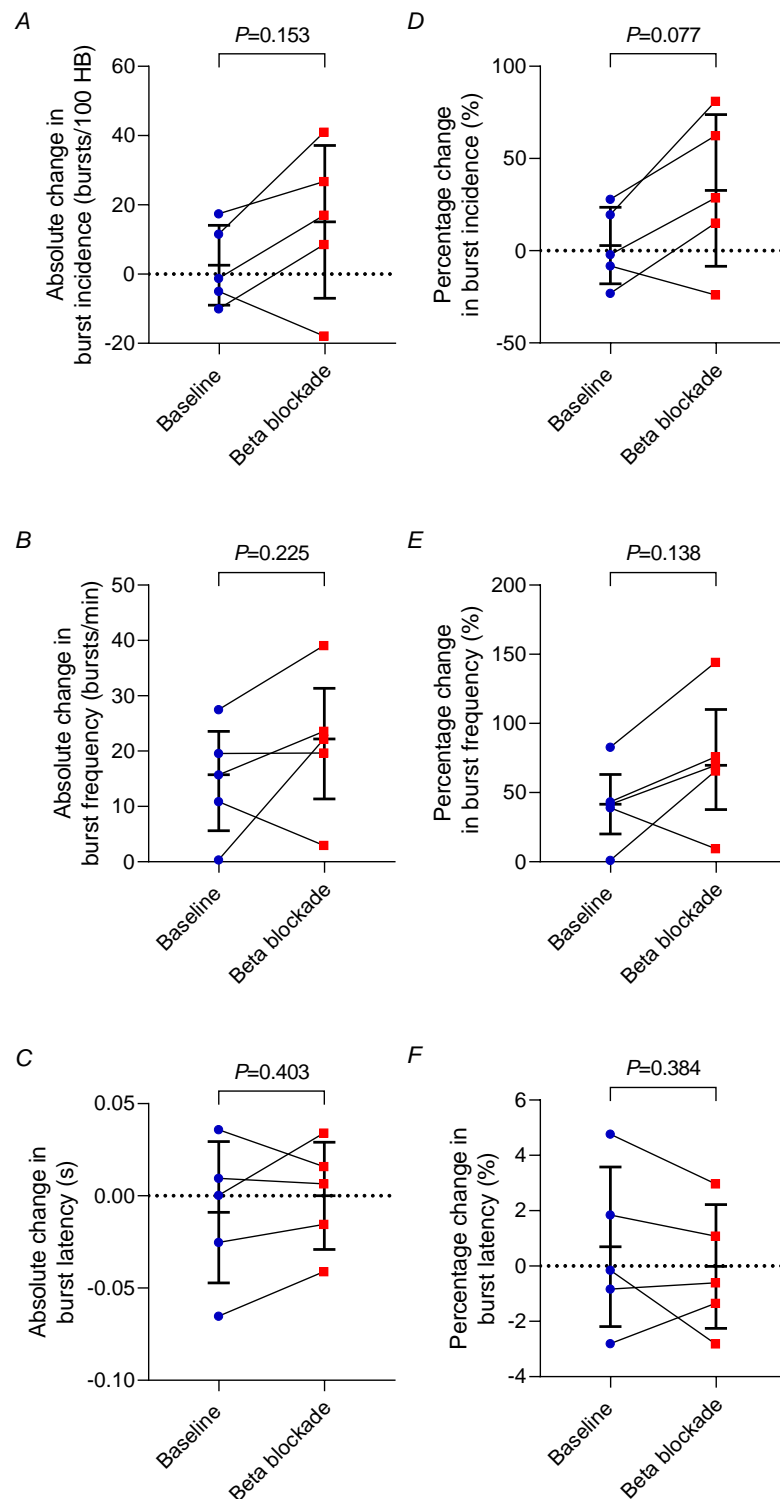 A
P=0.153
Absolute change in
burst incidence (bursts/100 HB)
60
40
20
0
-20
Baseline
Beta blockade
D
P=0.077
Percentage change
in burst incidence (%)
100
50
0
-50
Baseline
Beta blockade
B
P=0.225
Absolute change in
burst frequency (bursts/min)
50
40
30
20
10
0
Baseline
Beta blockade
E
P=0.138
Percentage change
in burst frequency (%)
200
150
100
50
0
Baseline
Beta blockade
C
P=0.403
Absolute change in
burst latency (s)
0.05
0.00
-0.05
-0.10
Baseline
Beta blockade
F
P=0.384
Percentage change in
burst latency (%)
6
4
2
0
-2
-4
Baseline
Beta blockade